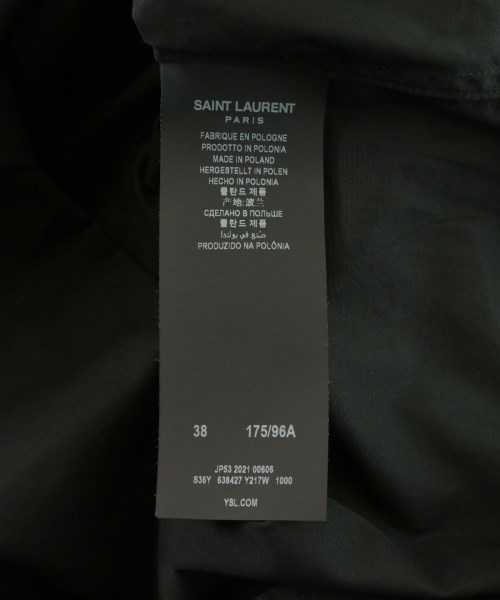 SAINT LAURENT
PARIS
FABRIQUE EN POLOGNE
PRODOTTO IN POLONIA
MADE IN POLAND
HERGESTELLT IN POLEN
HECHO IN POLONIA
폴란드 제품
产地:波兰
СДЕЛАНО В ПОЛЬШЕ
폴란드 제품
صنع في بولندا
PRODUZIDO NA POLÔNIA
38 175/96A
JP53 2021 00606
S36Y 638427 Y217W 1000
YSL.COM